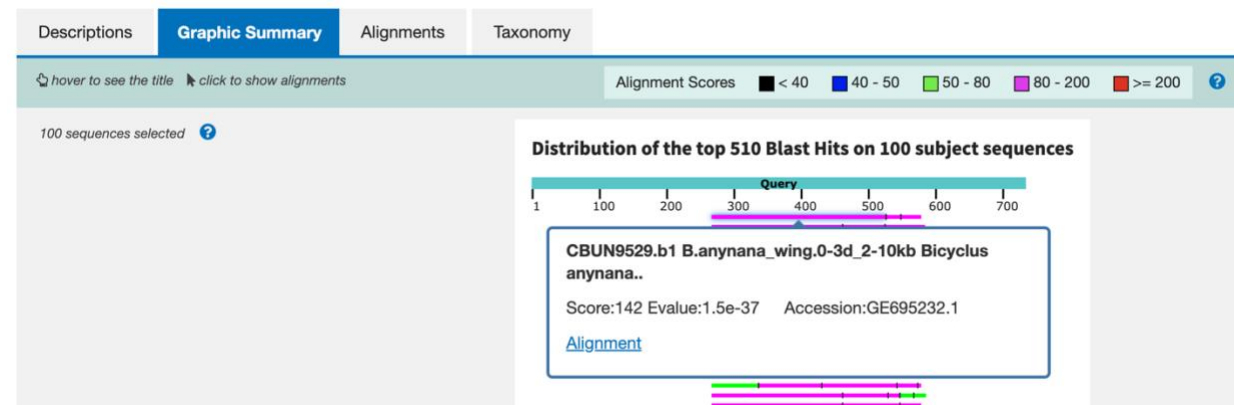 Descriptions Graphic Summary Alignments Taxonomy
hover to see the title click to show alignments Alignment Scores < 40 40 - 50 50 - 80 80 - 200 >= 200 ?
100 sequences selected ?
Distribution of the top 510 Blast Hits on 100 subject sequences
Query
1 100 200 300 400 500 600 700
CBUN9529.b1 B.anynana_wing.0-3d_2-10kb Bicyclus
anynana..
Score:142 Evalue:1.5e-37 Accession:GE695232.1
Alignment